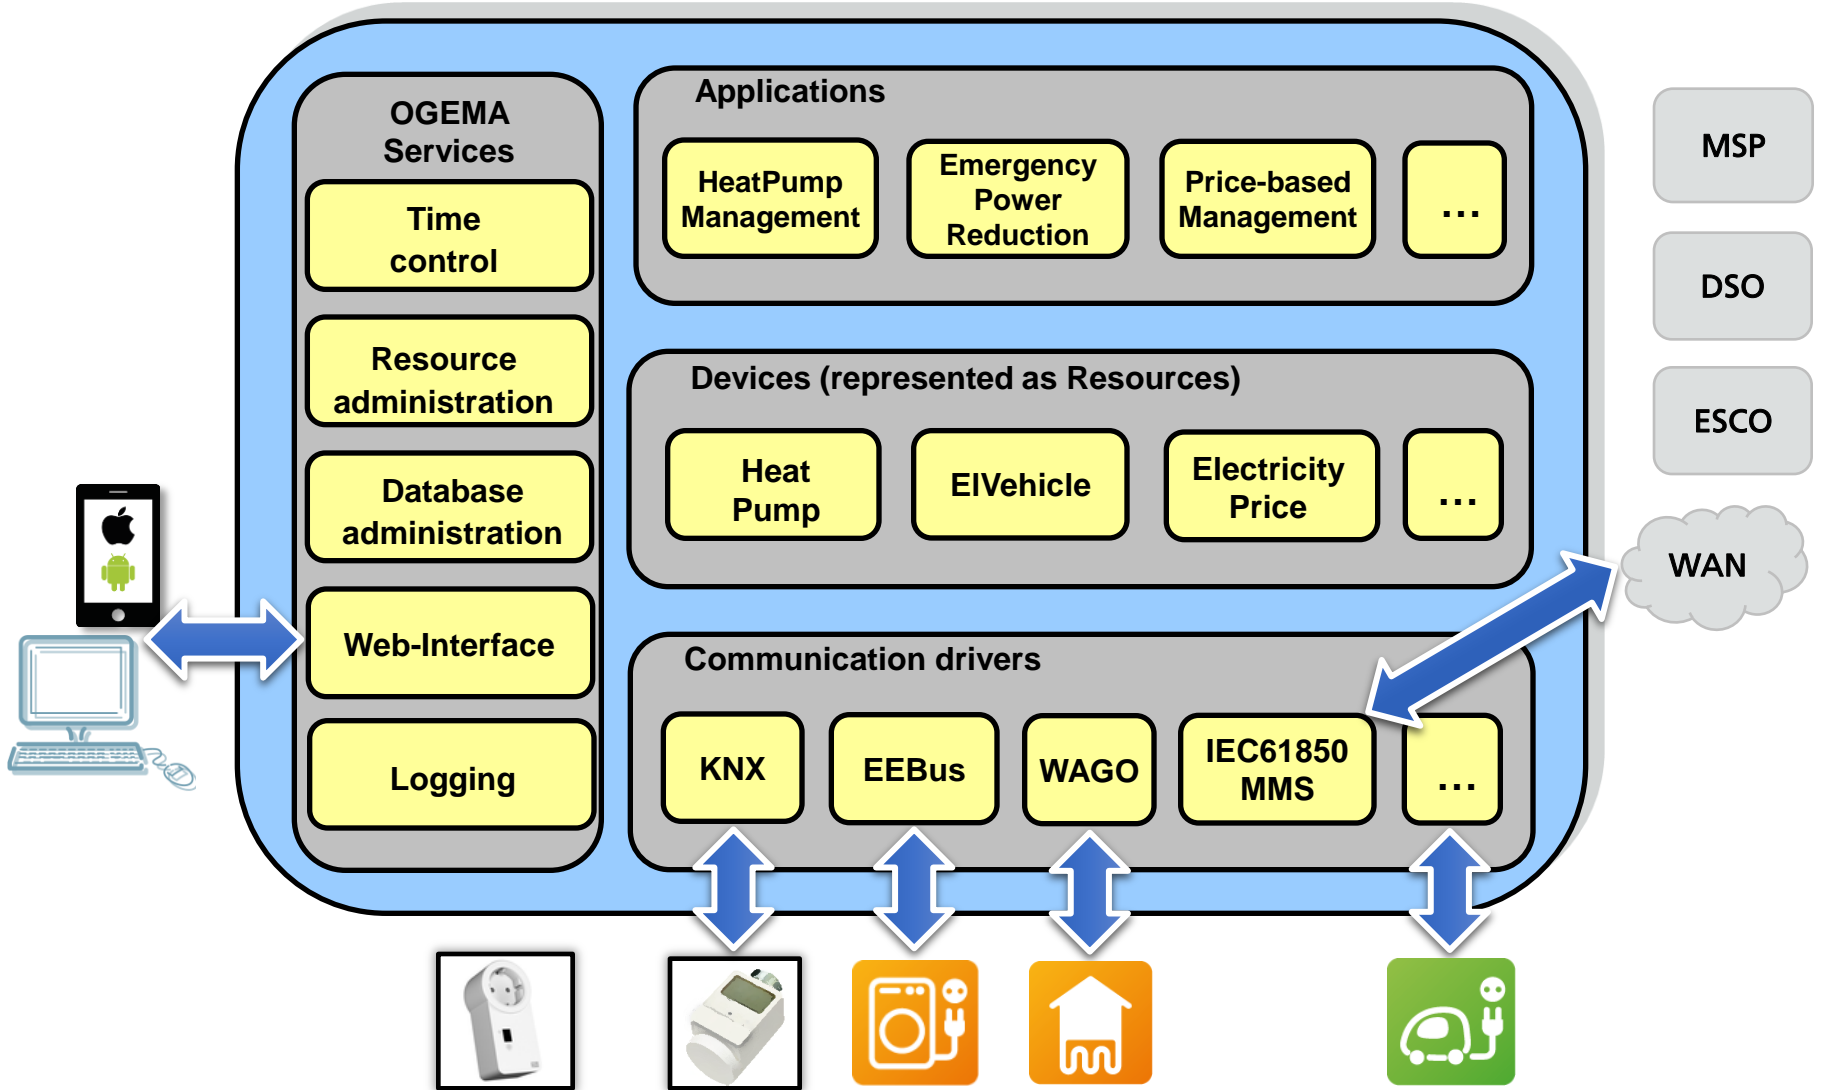 OGEMA
Services
Time
control
Resource
administration
Database
administration
Web-Interface
Logging
Applications
HeatPump
Management
Emergency
Power
Reduction
Price-based
Management
...
Devices (represented as Resources)
Heat
Pump
ElVehicle
Electricity
Price
...
Communication drivers
KNX
EEBus
WAGO
IEC61850
MMS
...
MSP
DSO
ESCO
WAN